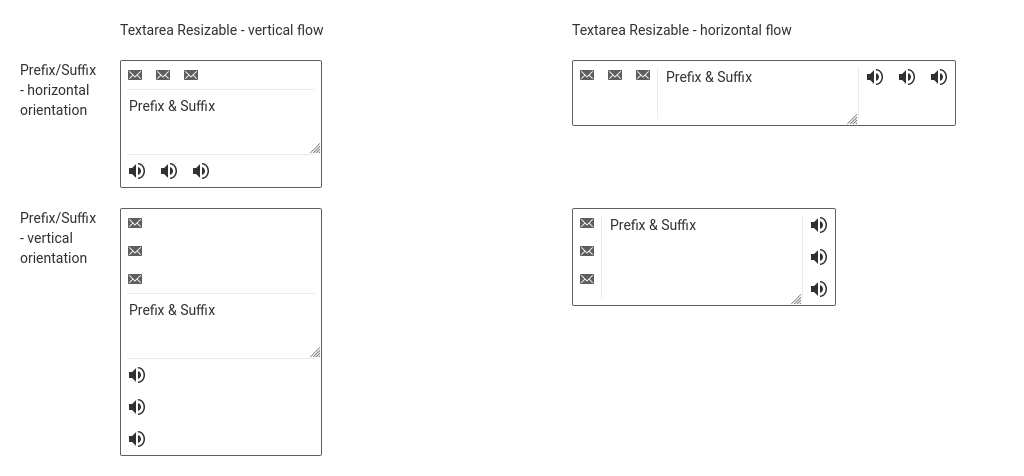 Textarea Resizable - vertical flow
Textarea Resizable - horizontal flow
Prefix/Suffix
- horizontal
orientation
Prefix & Suffix
Prefix & Suffix
Prefix/Suffix
- vertical
orientation
Prefix & Suffix
Prefix & Suffix